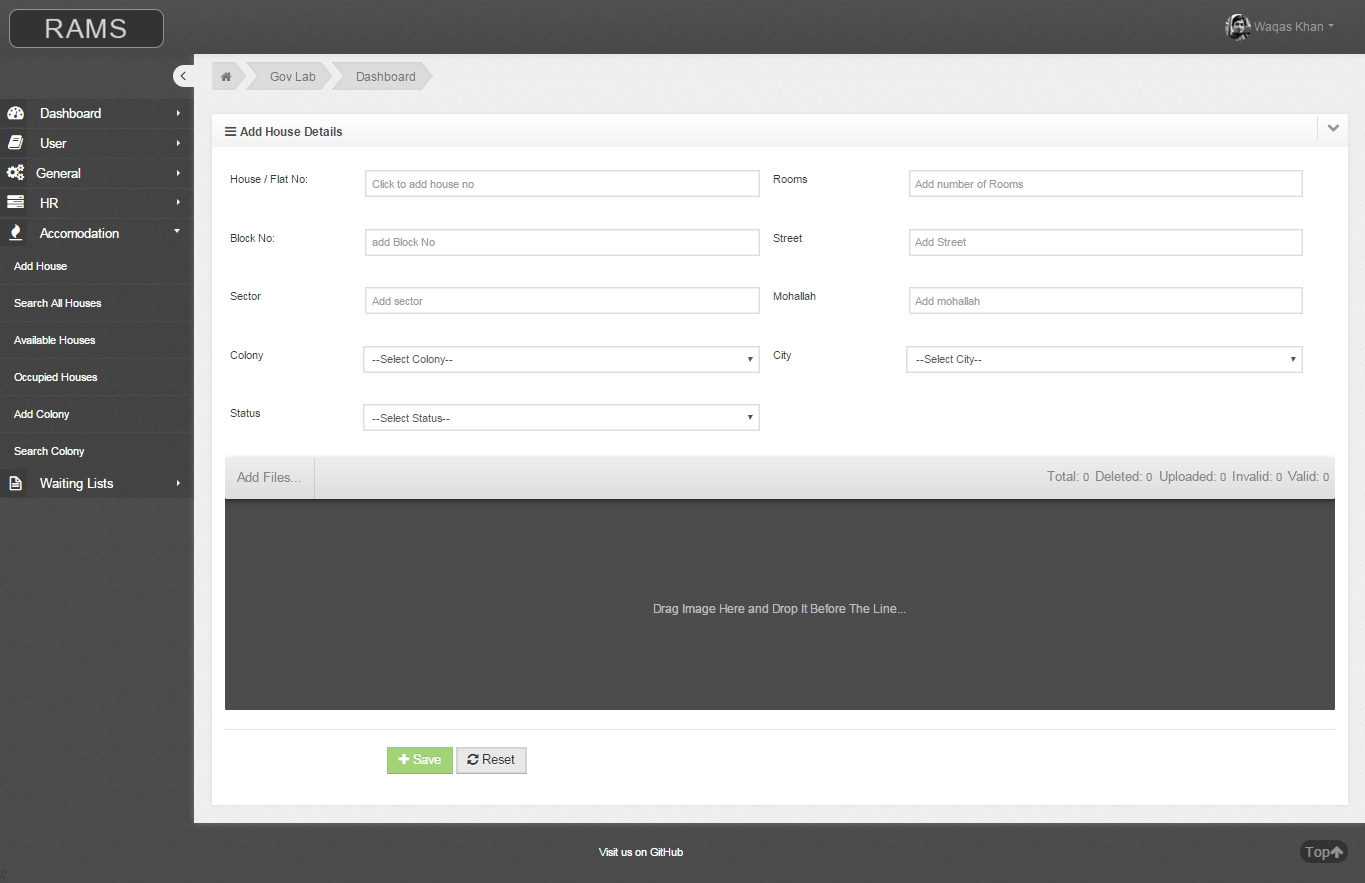 RAMS
Waqas Khan
Gov Lab
Dashboard
Dashboard
User
General
HR
Accomodation
Add House
Search All Houses
Available Houses
Occupied Houses
Add Colony
Search Colony
Waiting Lists
Add House Details
House / Flat No:
Click to add house no
Rooms
Add number of Rooms
Block No:
add Block No
Street
Add Street
Sector
Add sector
Mohallah
Add mohallah
Colony
--Select Colony--
City
--Select City--
Status
--Select Status--
Add Files...
Total: 0 Deleted: 0 Uploaded: 0 Invalid: 0 Valid: 0
Drag Image Here and Drop It Before The Line...
Save
Reset
Visit us on GitHub
Top
//